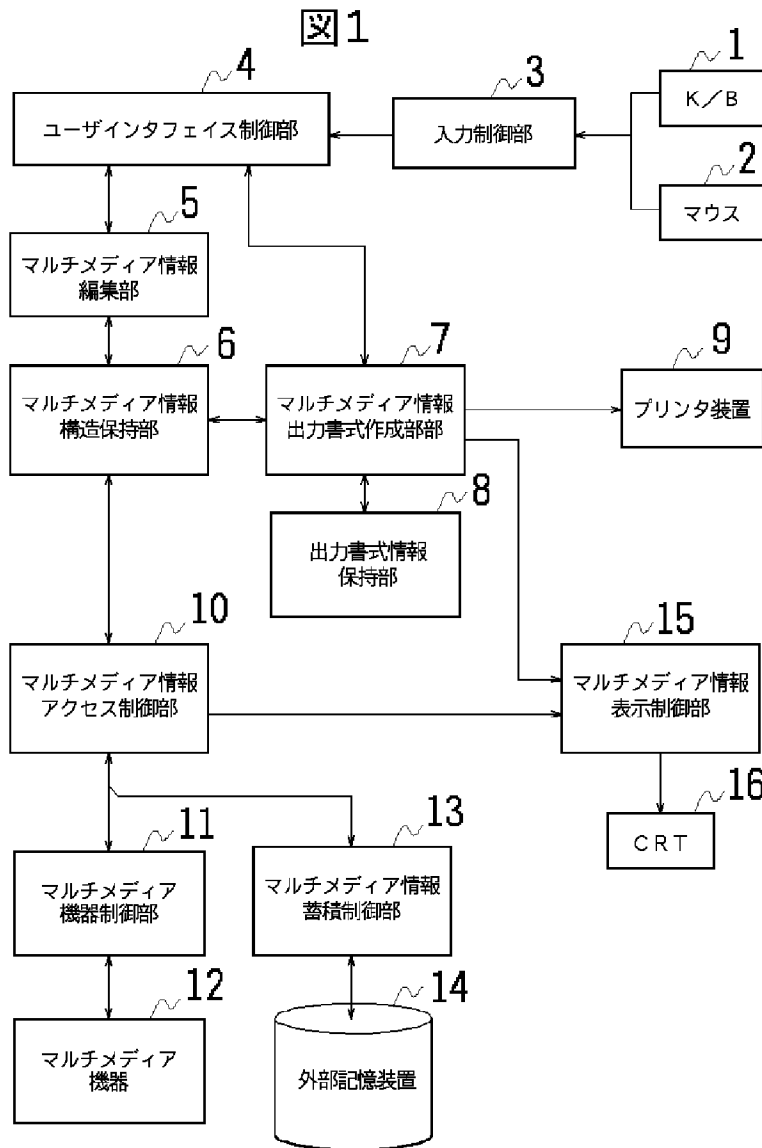 図1
4
ユーザインタフェイス制御部
3
入力制御部
1
K／B
2
マウス
5
マルチメディア情報
編集部
6
マルチメディア情報
構造保持部
7
マルチメディア情報
出力書式作成部部
9
プリンタ装置
8
出力書式情報
保持部
10
マルチメディア情報
アクセス制御部
15
マルチメディア情報
表示制御部
16
CRT
11
マルチメディア
機器制御部
13
マルチメディア情報
蓄積制御部
12
マルチメディア
機器
14
外部記憶装置